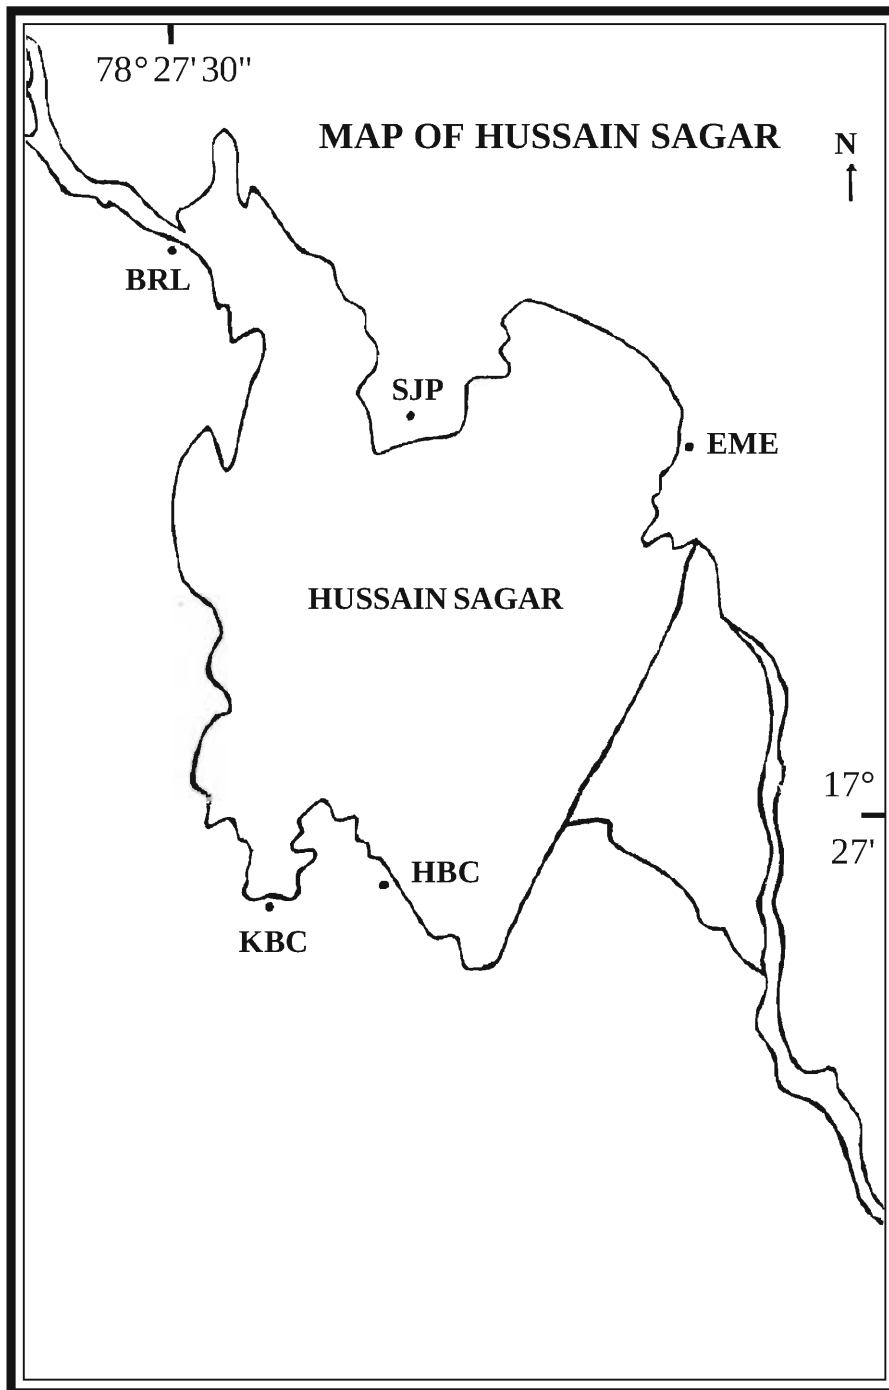 78° 27' 30"
MAP OF HUSSAIN SAGAR
N
BRL
SJP
EME
HUSSAIN SAGAR
17°
27'
HBC
KBC